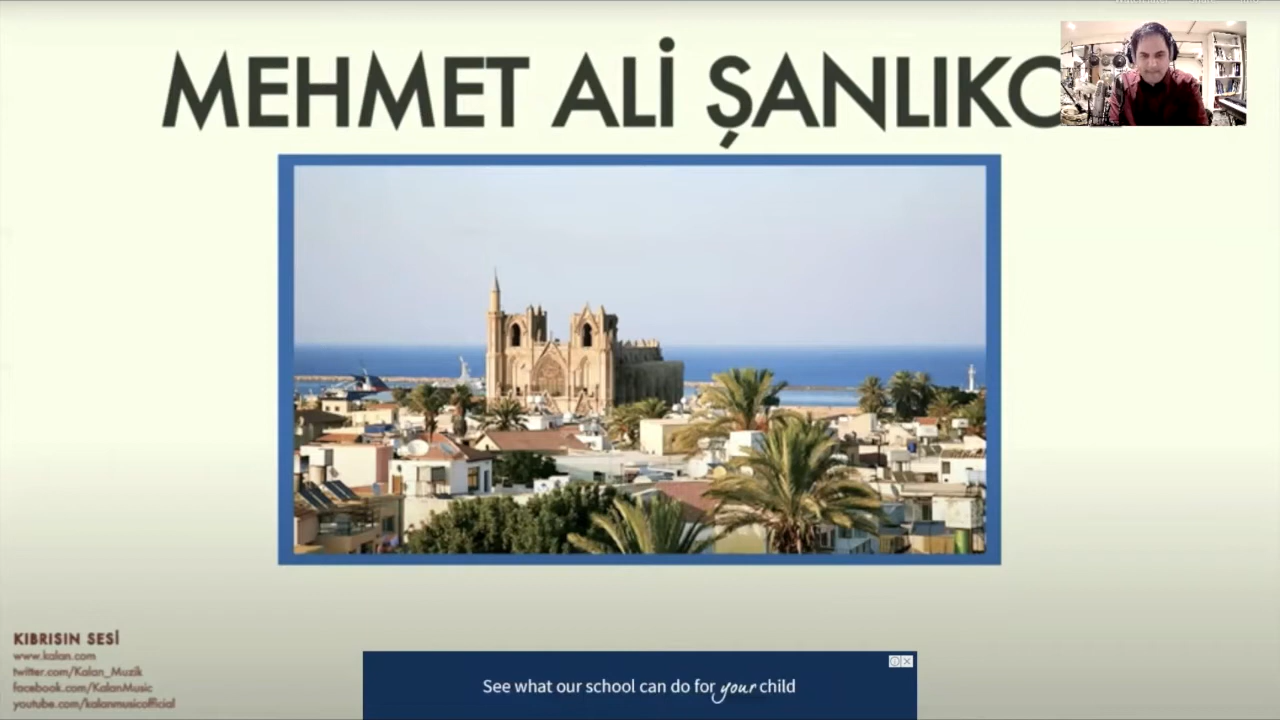 MEHMET ALİ ŞANLIKO
KIBRISIN SESİ
www.kalan.com
twitter.com/Kalan_Muzik
facebook.com/KalanMusic
youtube.com/kalanmusicofficial
See what our school can do for your child